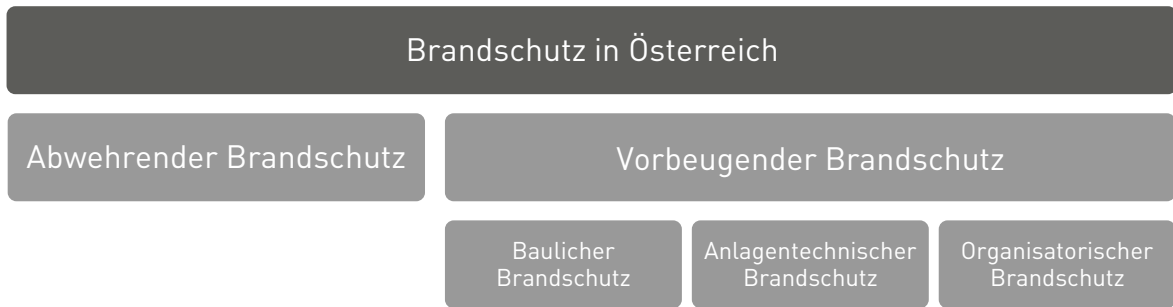 Brandschutz in Österreich
Abwehrender Brandschutz
Vorbeugender Brandschutz
Baulicher
Brandschutz
Anlagentechnischer
Brandschutz
Organisatorischer
Brandschutz